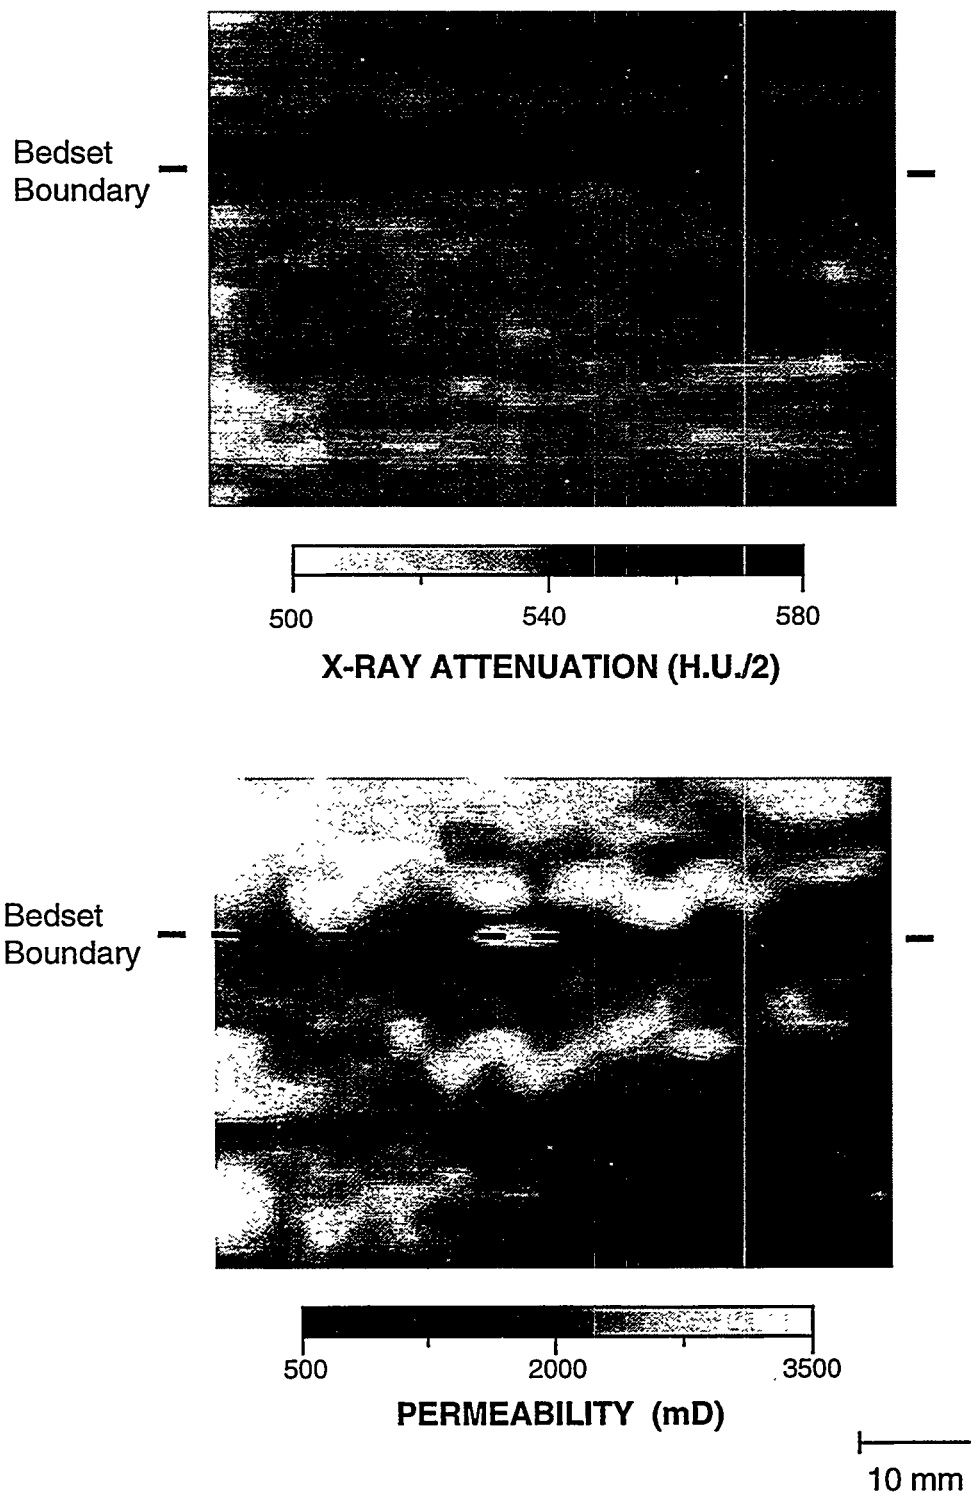 Bedset
Boundary
500 540 580
X-RAY ATTENUATION (H.U./2)
Bedset
Boundary
500 2000 3500
PERMEABILITY (mD)
10 mm